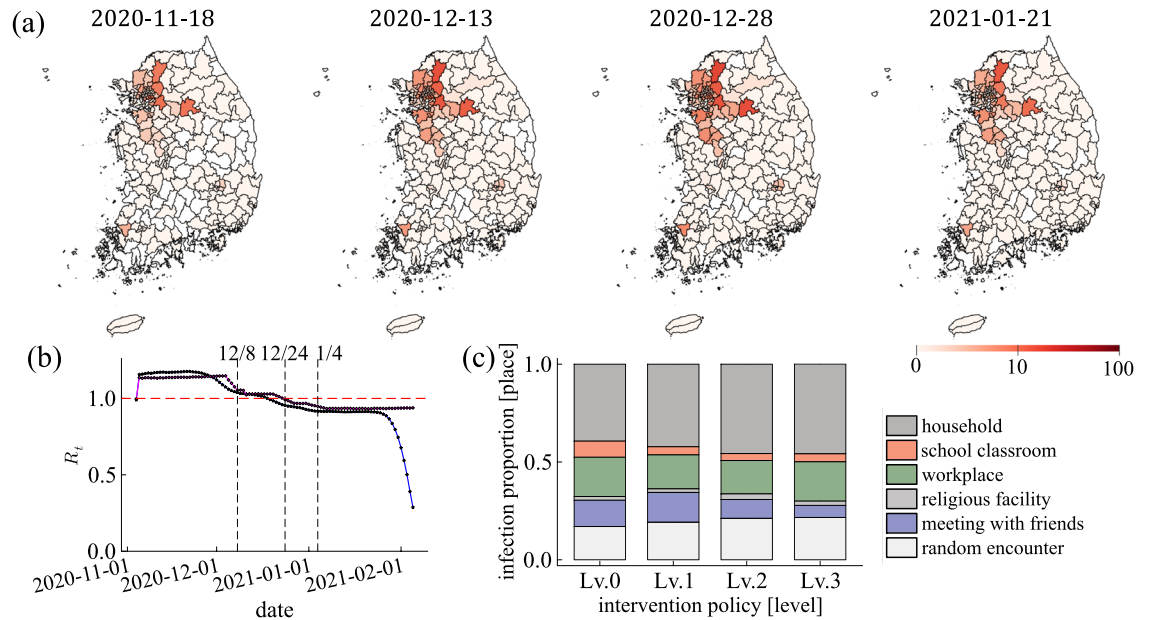 (a)
2020-11-18
2020-12-13
2020-12-28
2021-01-21
0
10
100
(b)
12/8 12/24 1/4
1.0
0.5
0.0
R_t
2020-11-01
2020-12-01
2021-01-01
2021-02-01
date
(c)
1.0
0.5
0.0
infection proportion [place]
Lv.0
Lv.1
Lv.2
Lv.3
intervention policy [level]
household
school classroom
workplace
religious facility
meeting with friends
random encounter